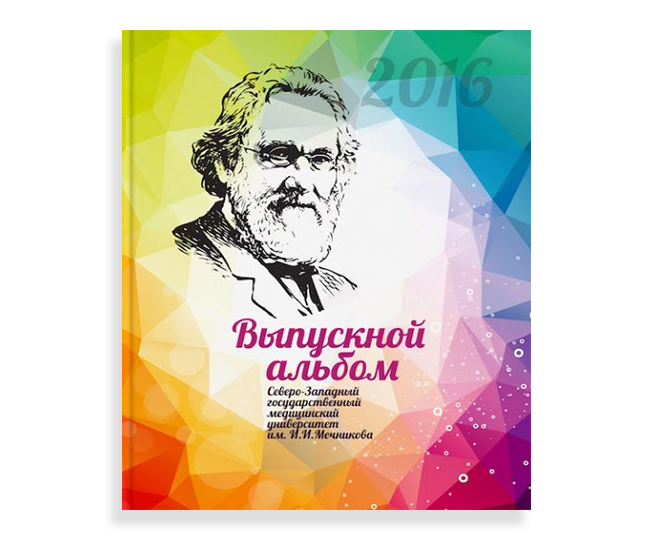 2016
Выпускной
альбом
Северо-Западный
государственный
медицинский
университет
им. И.И.Мечникова